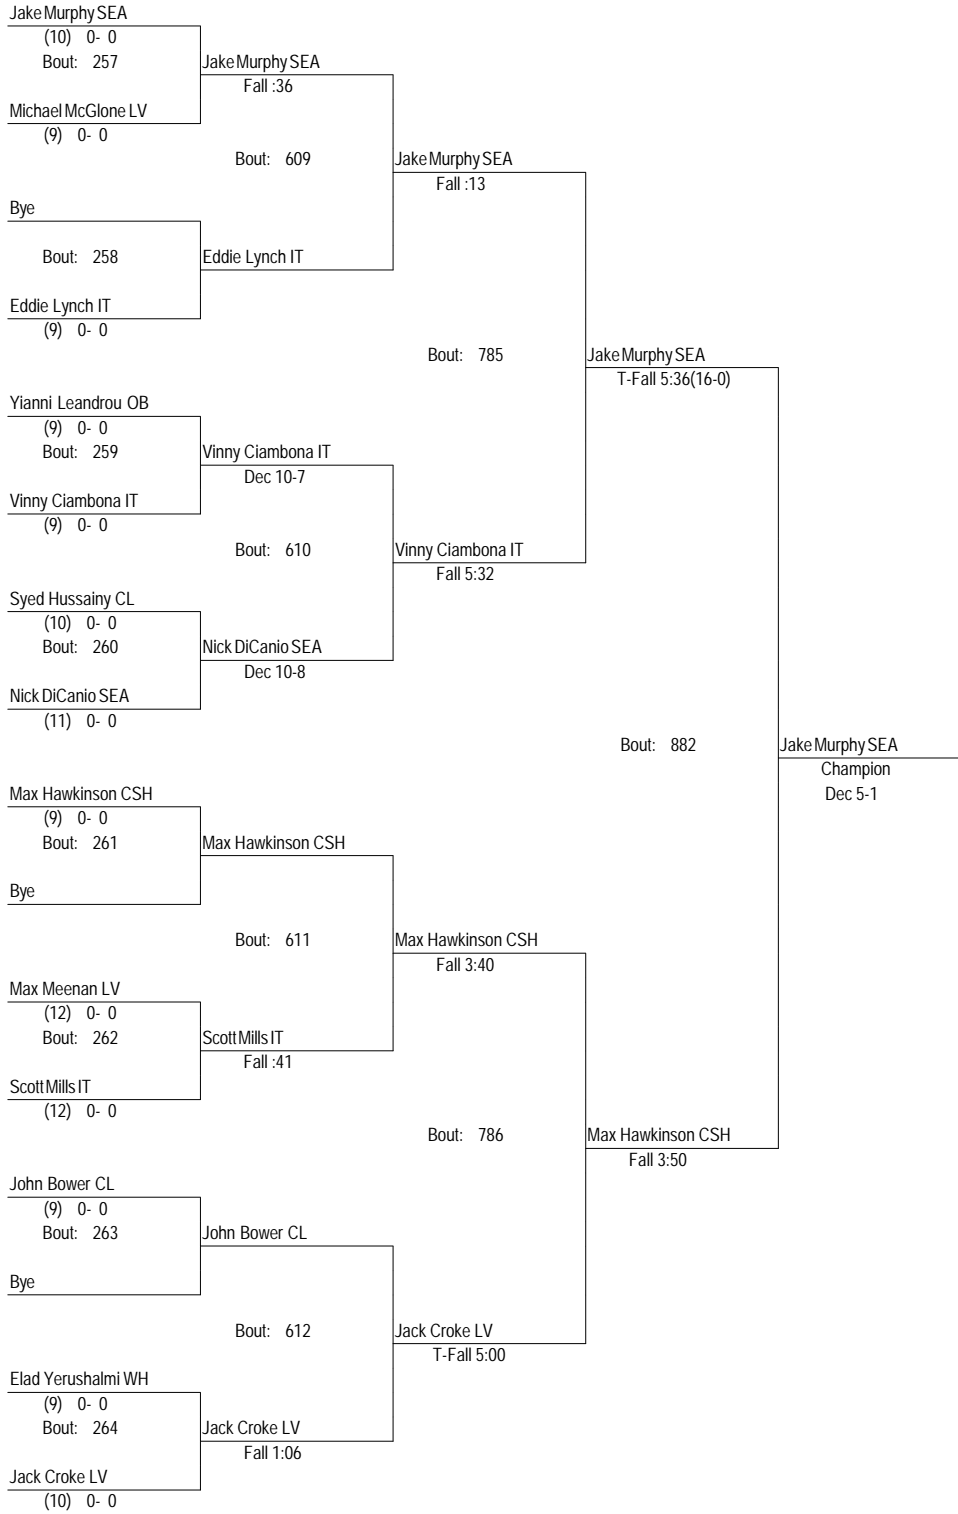 Jake Murphy SEA
(10) 0- 0
Bout: 257
Jake Murphy SEA
Fall :36
Michael McGlone LV
(9) 0- 0
Bout: 609
Jake Murphy SEA
Fall :13
Bye
Bout: 258
Eddie Lynch IT
Eddie Lynch IT
(9) 0- 0
Bout: 785
Jake Murphy SEA
T-Fall 5:36(16-0)
Yianni Leandrou OB
(9) 0- 0
Bout: 259
Vinny Ciambona IT
Dec 10-7
Vinny Ciambona IT
(9) 0- 0
Bout: 610
Vinny Ciambona IT
Fall 5:32
Syed Hussainy CL
(10) 0- 0
Bout: 260
Nick DiCanio SEA
Dec 10-8
Nick DiCanio SEA
(11) 0- 0
Bout: 882
Jake Murphy SEA
Champion
Dec 5-1
Max Hawkinson CSH
(9) 0- 0
Bout: 261
Max Hawkinson CSH
Bye
Bout: 611
Max Hawkinson CSH
Fall 3:40
Max Meenan LV
(12) 0- 0
Bout: 262
Scott Mills IT
Fall :41
Scott Mills IT
(12) 0- 0
Bout: 786
Max Hawkinson CSH
Fall 3:50
John Bower CL
(9) 0- 0
Bout: 263
John Bower CL
Bye
Bout: 612
Jack Croke LV
T-Fall 5:00
Elad Yerushalmi WH
(9) 0- 0
Bout: 264
Jack Croke LV
Fall 1:06
Jack Croke LV
(10) 0- 0